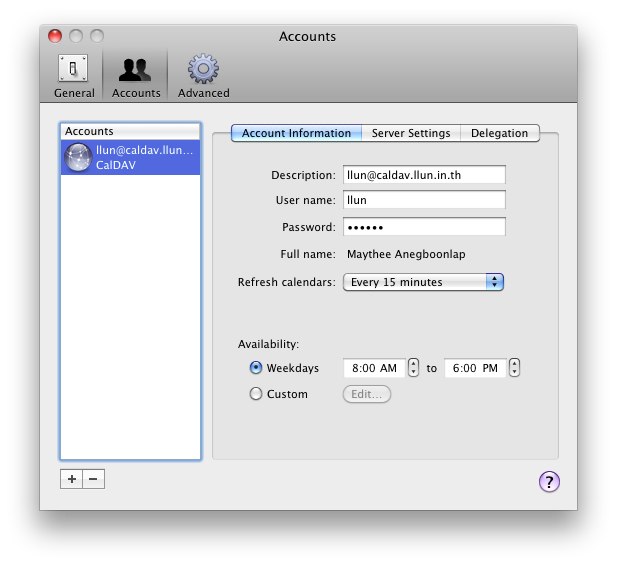 Accounts
General Accounts Advanced
Accounts
llun@caldav.llun...
CalDAV
Account Information Server Settings Delegation
Description: llun@caldav.llun.in.th
User name: llun
Password: ••••••
Full name: Maythee Anegboonlap
Refresh calendars: Every 15 minutes
Availability:
Weekdays 8:00 AM to 6:00 PM
Custom Edit...
+ − ?